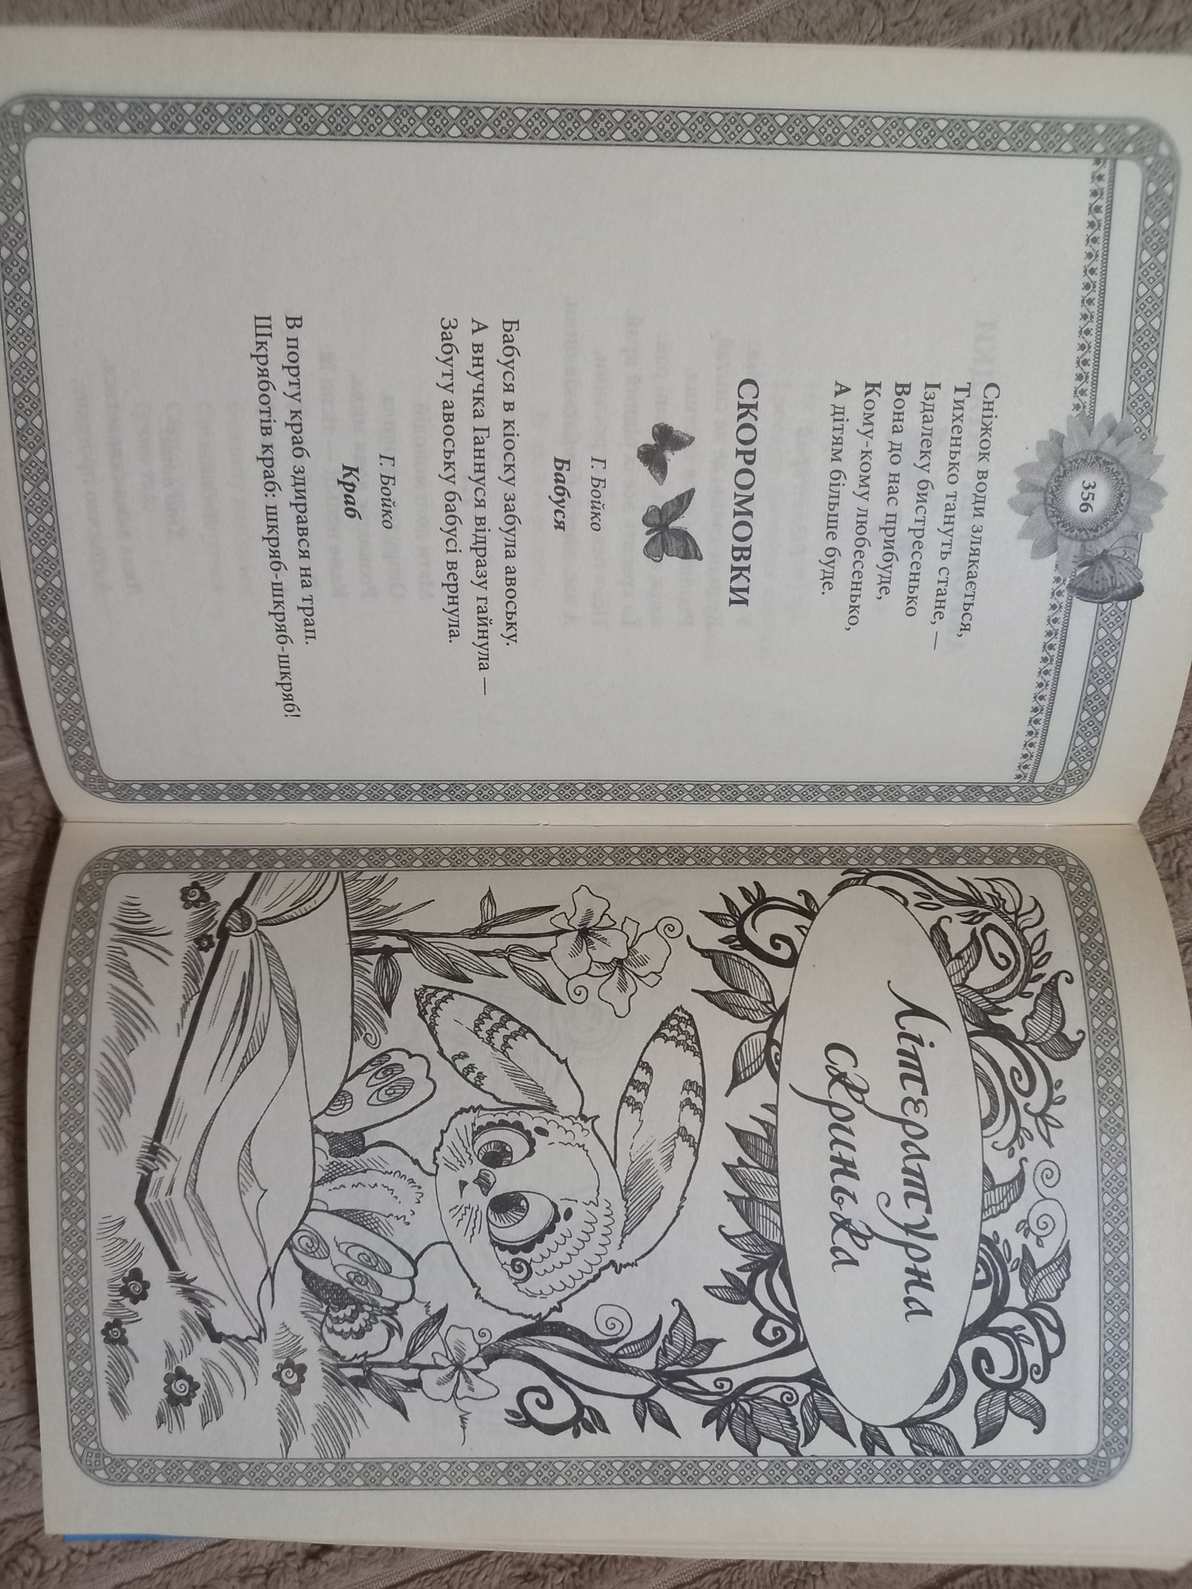 356
Сніжок води злякається,
Тихенько тануть стане, —
Іздалеку бистресенько
Вона до нас прибуде,
Кому-кому любесенько,
А дітям більше буде.
СКОРОМОВКИ
Г. Бойко
Бабуся
Бабуся в кіоску забула авоську.
А внучка Ганнуся відразу гайнула —
Забуту авоську бабусі вернула.
Г. Бойко
Краб
В порту краб здирався на трап.
Шкряботів краб: шкряб-шкряб-шкряб!
Літературна
скринька